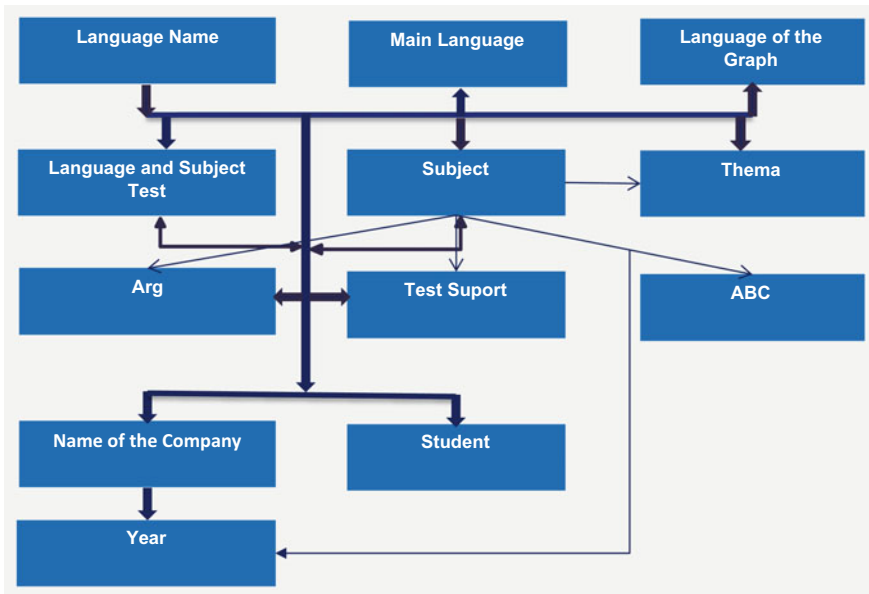 Language Name
Main Language
Language of the
Graph
Language and Subject
Test
Subject
Thema
Arg
Test Suport
ABC
Name of the Company
Student
Year